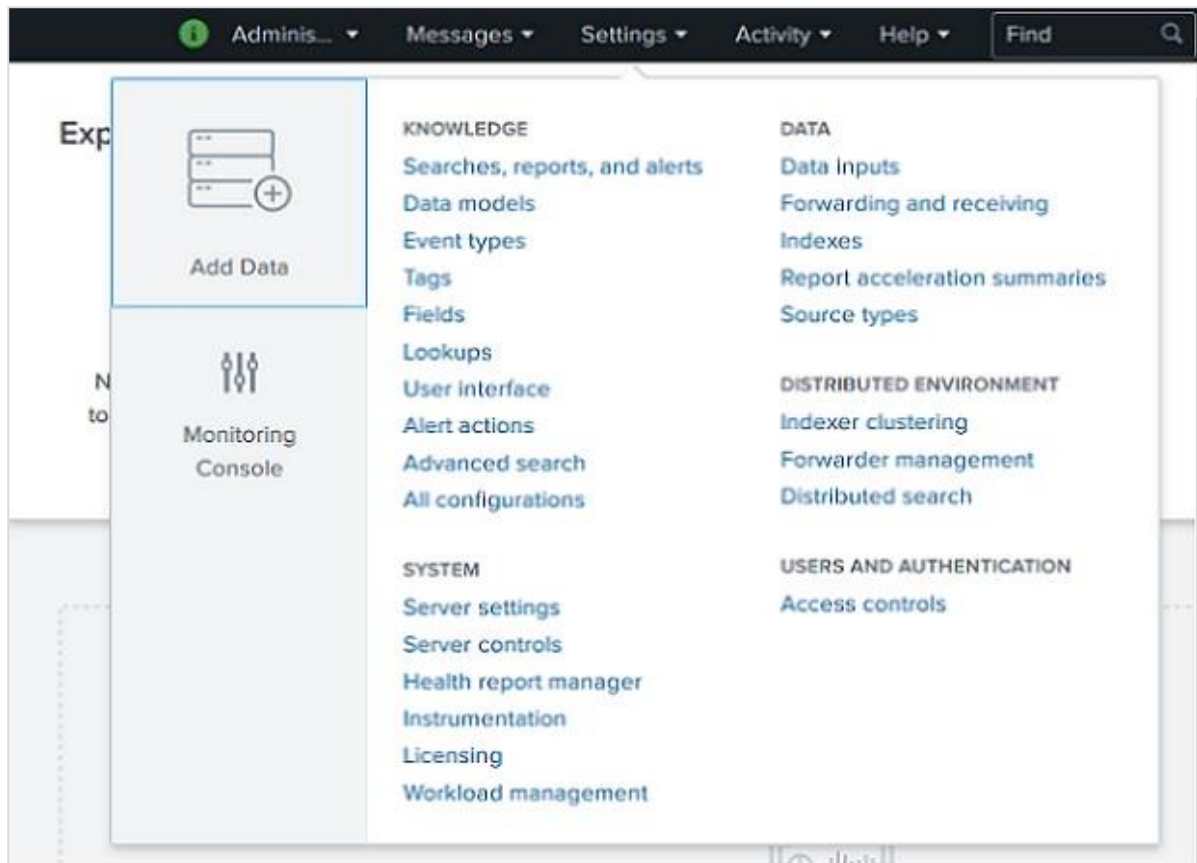 Adminis... Messages Settings Activity Help Find
Exp
Add Data
N
to
Monitoring
Console
KNOWLEDGE
Searches, reports, and alerts
Data models
Event types
Tags
Fields
Lookups
User interface
Alert actions
Advanced search
All configurations
SYSTEM
Server settings
Server controls
Health report manager
Instrumentation
Licensing
Workload management
DATA
Data inputs
Forwarding and receiving
Indexes
Report acceleration summaries
Source types
DISTRIBUTED ENVIRONMENT
Indexer clustering
Forwarder management
Distributed search
USERS AND AUTHENTICATION
Access controls